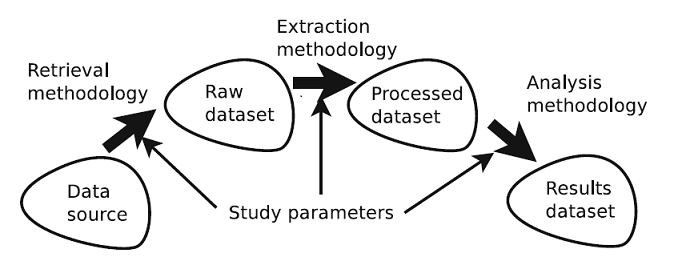 Extraction
methodology
Retrieval
methodology
Raw
dataset
Processed
dataset
Analysis
methodology
Data
source
Study parameters
Results
dataset